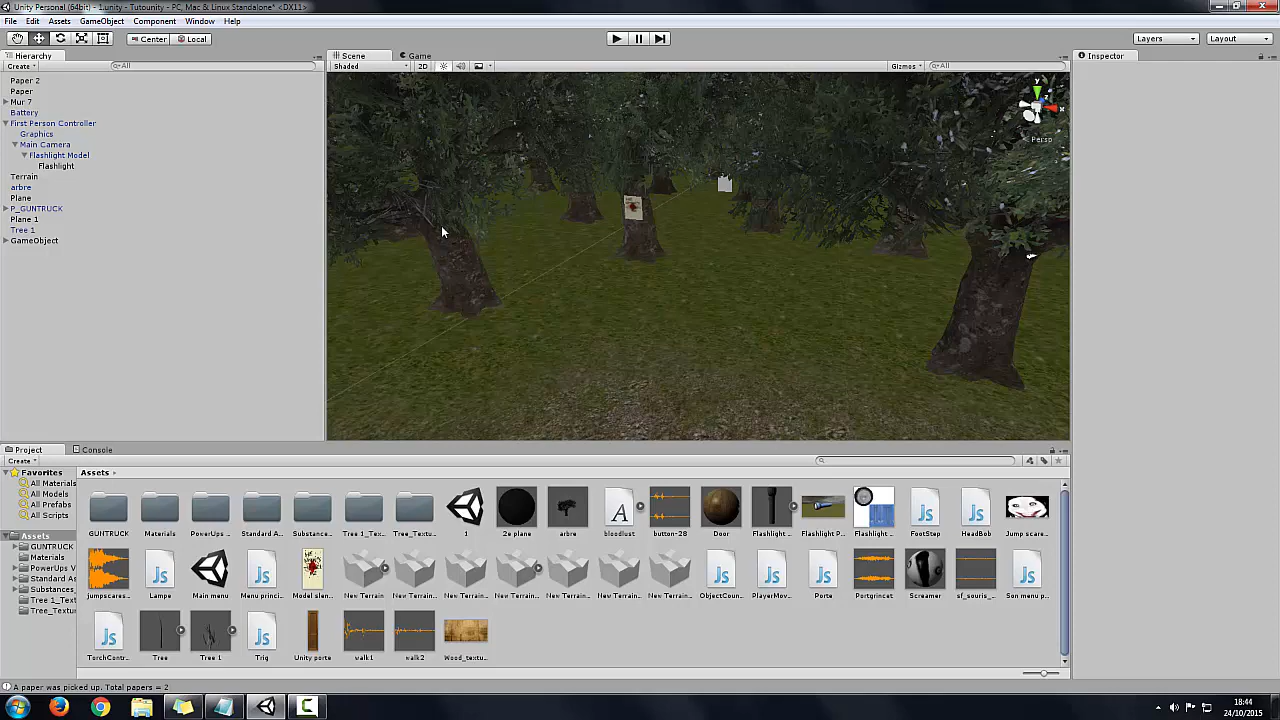 Unity Personal (64bit) - 1.unity - Tutounity - PC, Mac & Linux Standalone* <DX11>
File Edit Assets GameObject Component Window Help
Center Local Layers Layout
Hierarchy Scene Game Inspector
Create All Shaded 2D Gizmos All
Paper 2
Paper
Mur 7
Battery
First Person Controller
Graphics
Main Camera
Flashlight Model
Flashlight
Terrain
arbre
Plane
P_GUNTRUCK
Plane 1
Tree 1
GameObject
y
x
Persp
Project Console
Create
Favorites
All Materials
All Models
All Prefabs
All Scripts
Assets
GUNTRUCK
Materials
PowerUps V
Standard As
Substances_
Tree 1_Text
Tree_Textu
Assets
GUNTRUCK Materials PowerUps ... Standard A... Substance... Tree 1_Tex... Tree_Textu... 1 2e plane arbre bloodlust button-28 Door Flashlight ... Flashlight P... Flashlight ... FootStep HeadBob Jump scare...
jumpscares... Lampe Main menu Menu princi... Model slen... New Terrain New Terrain... New Terrain... New Terrain... New Terrain... New Terrain... New Terrain... ObjectCoun... PlayerMov... Porte Portgrincet Screamer sf_souris_... Son menu p...
TorchContr... Tree Tree 1 Trig Unity porte walk1 walk2 Wood_textu...
A paper was picked up. Total papers = 2
18:44
24/10/2015